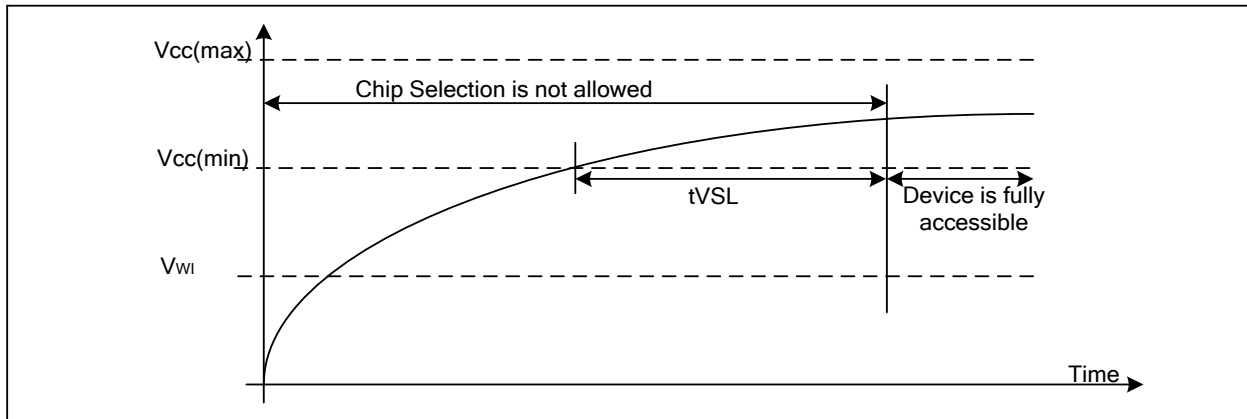 Vcc(max)
Chip Selection is not allowed
Vcc(min)
tVSL
Device is fully
accessible
VWI
Time